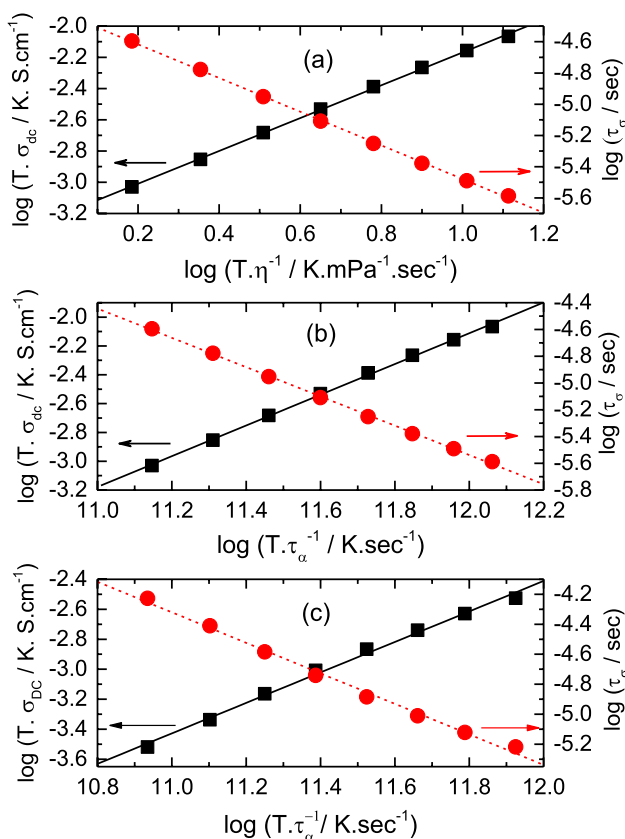 (a)
-2.0
-2.2
-2.4
-2.6
-2.8
-3.0
-3.2
log (T. σdc / K. S.cm⁻¹)
-4.6
-4.8
-5.0
-5.2
-5.4
-5.6
log (τσ / sec)
0.2 0.4 0.6 0.8 1.0 1.2
log (T.η⁻¹ / K.mPa⁻¹.sec⁻¹)
(b)
-2.0
-2.2
-2.4
-2.6
-2.8
-3.0
-3.2
log (T. σdc / K. S.cm⁻¹)
-4.4
-4.6
-4.8
-5.0
-5.2
-5.4
-5.6
-5.8
log (τσ / sec)
11.0 11.2 11.4 11.6 11.8 12.0 12.2
log (T.τα⁻¹ / K.sec⁻¹)
(c)
-2.4
-2.6
-2.8
-3.0
-3.2
-3.4
-3.6
log (T. σDC / K. S.cm⁻¹)
-4.2
-4.4
-4.6
-4.8
-5.0
-5.2
log (τσ / sec)
10.8 11.0 11.2 11.4 11.6 11.8 12.0
log (T.τα⁻¹/ K.sec⁻¹)